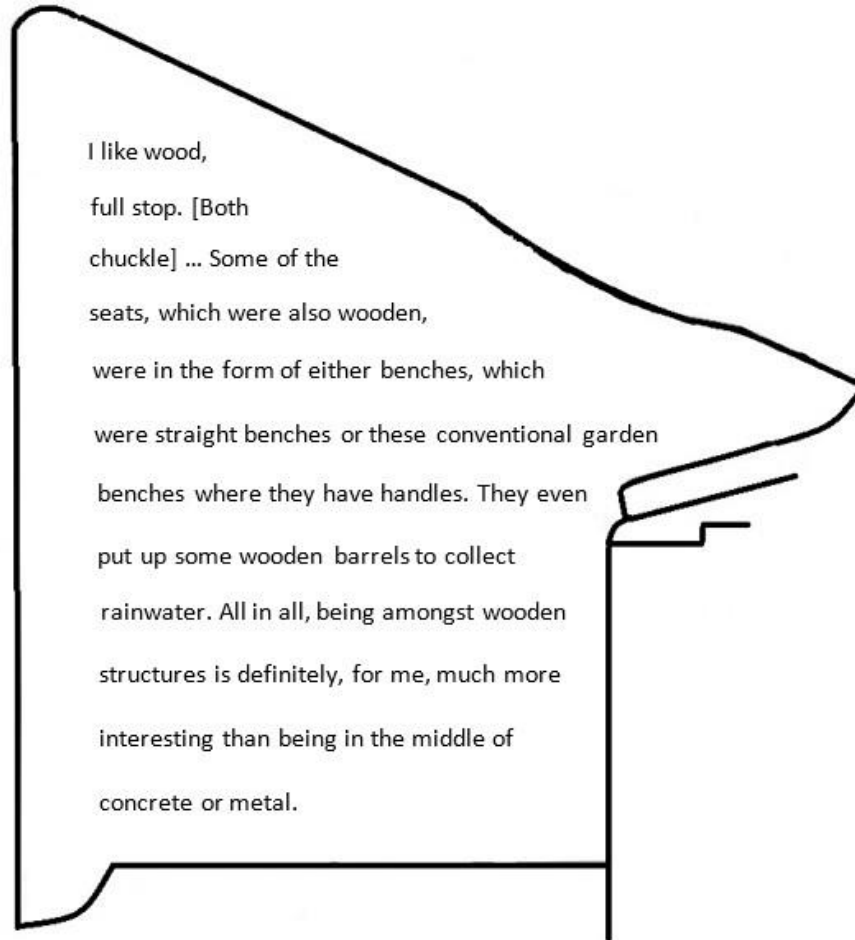 I like wood,
full stop. [Both
chuckle] ... Some of the
seats, which were also wooden,
were in the form of either benches, which
were straight benches or these conventional garden
benches where they have handles. They even
put up some wooden barrels to collect
rainwater. All in all, being amongst wooden
structures is definitely, for me, much more
interesting than being in the middle of
concrete or metal.